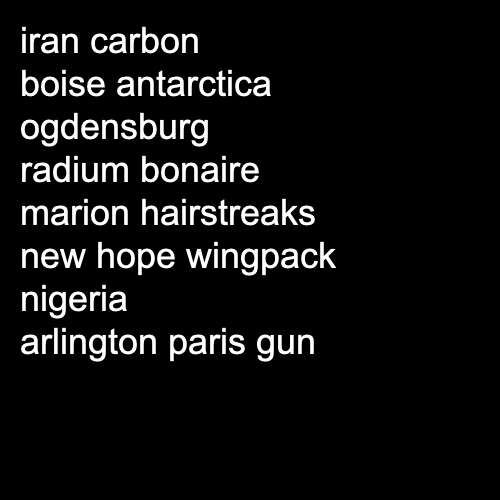 iran carbon
boise antarctica
ogdensburg
radium bonaire
marion hairstreaks
new hope wingpack
nigeria
arlington paris gun